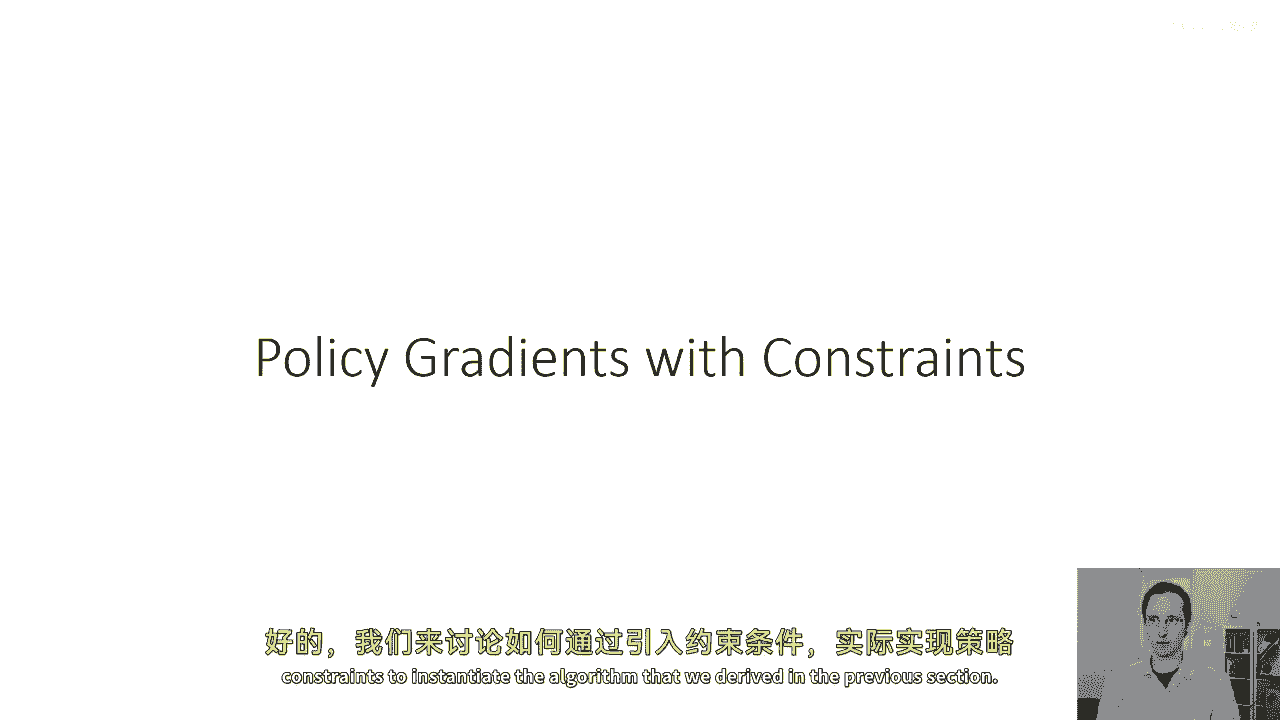 Policy Gradients with Constraints
好的，我们来讨论如何通过引入约束条件，实际实现策略
constraints to instantiate the algorithm that we derived in the previous section.